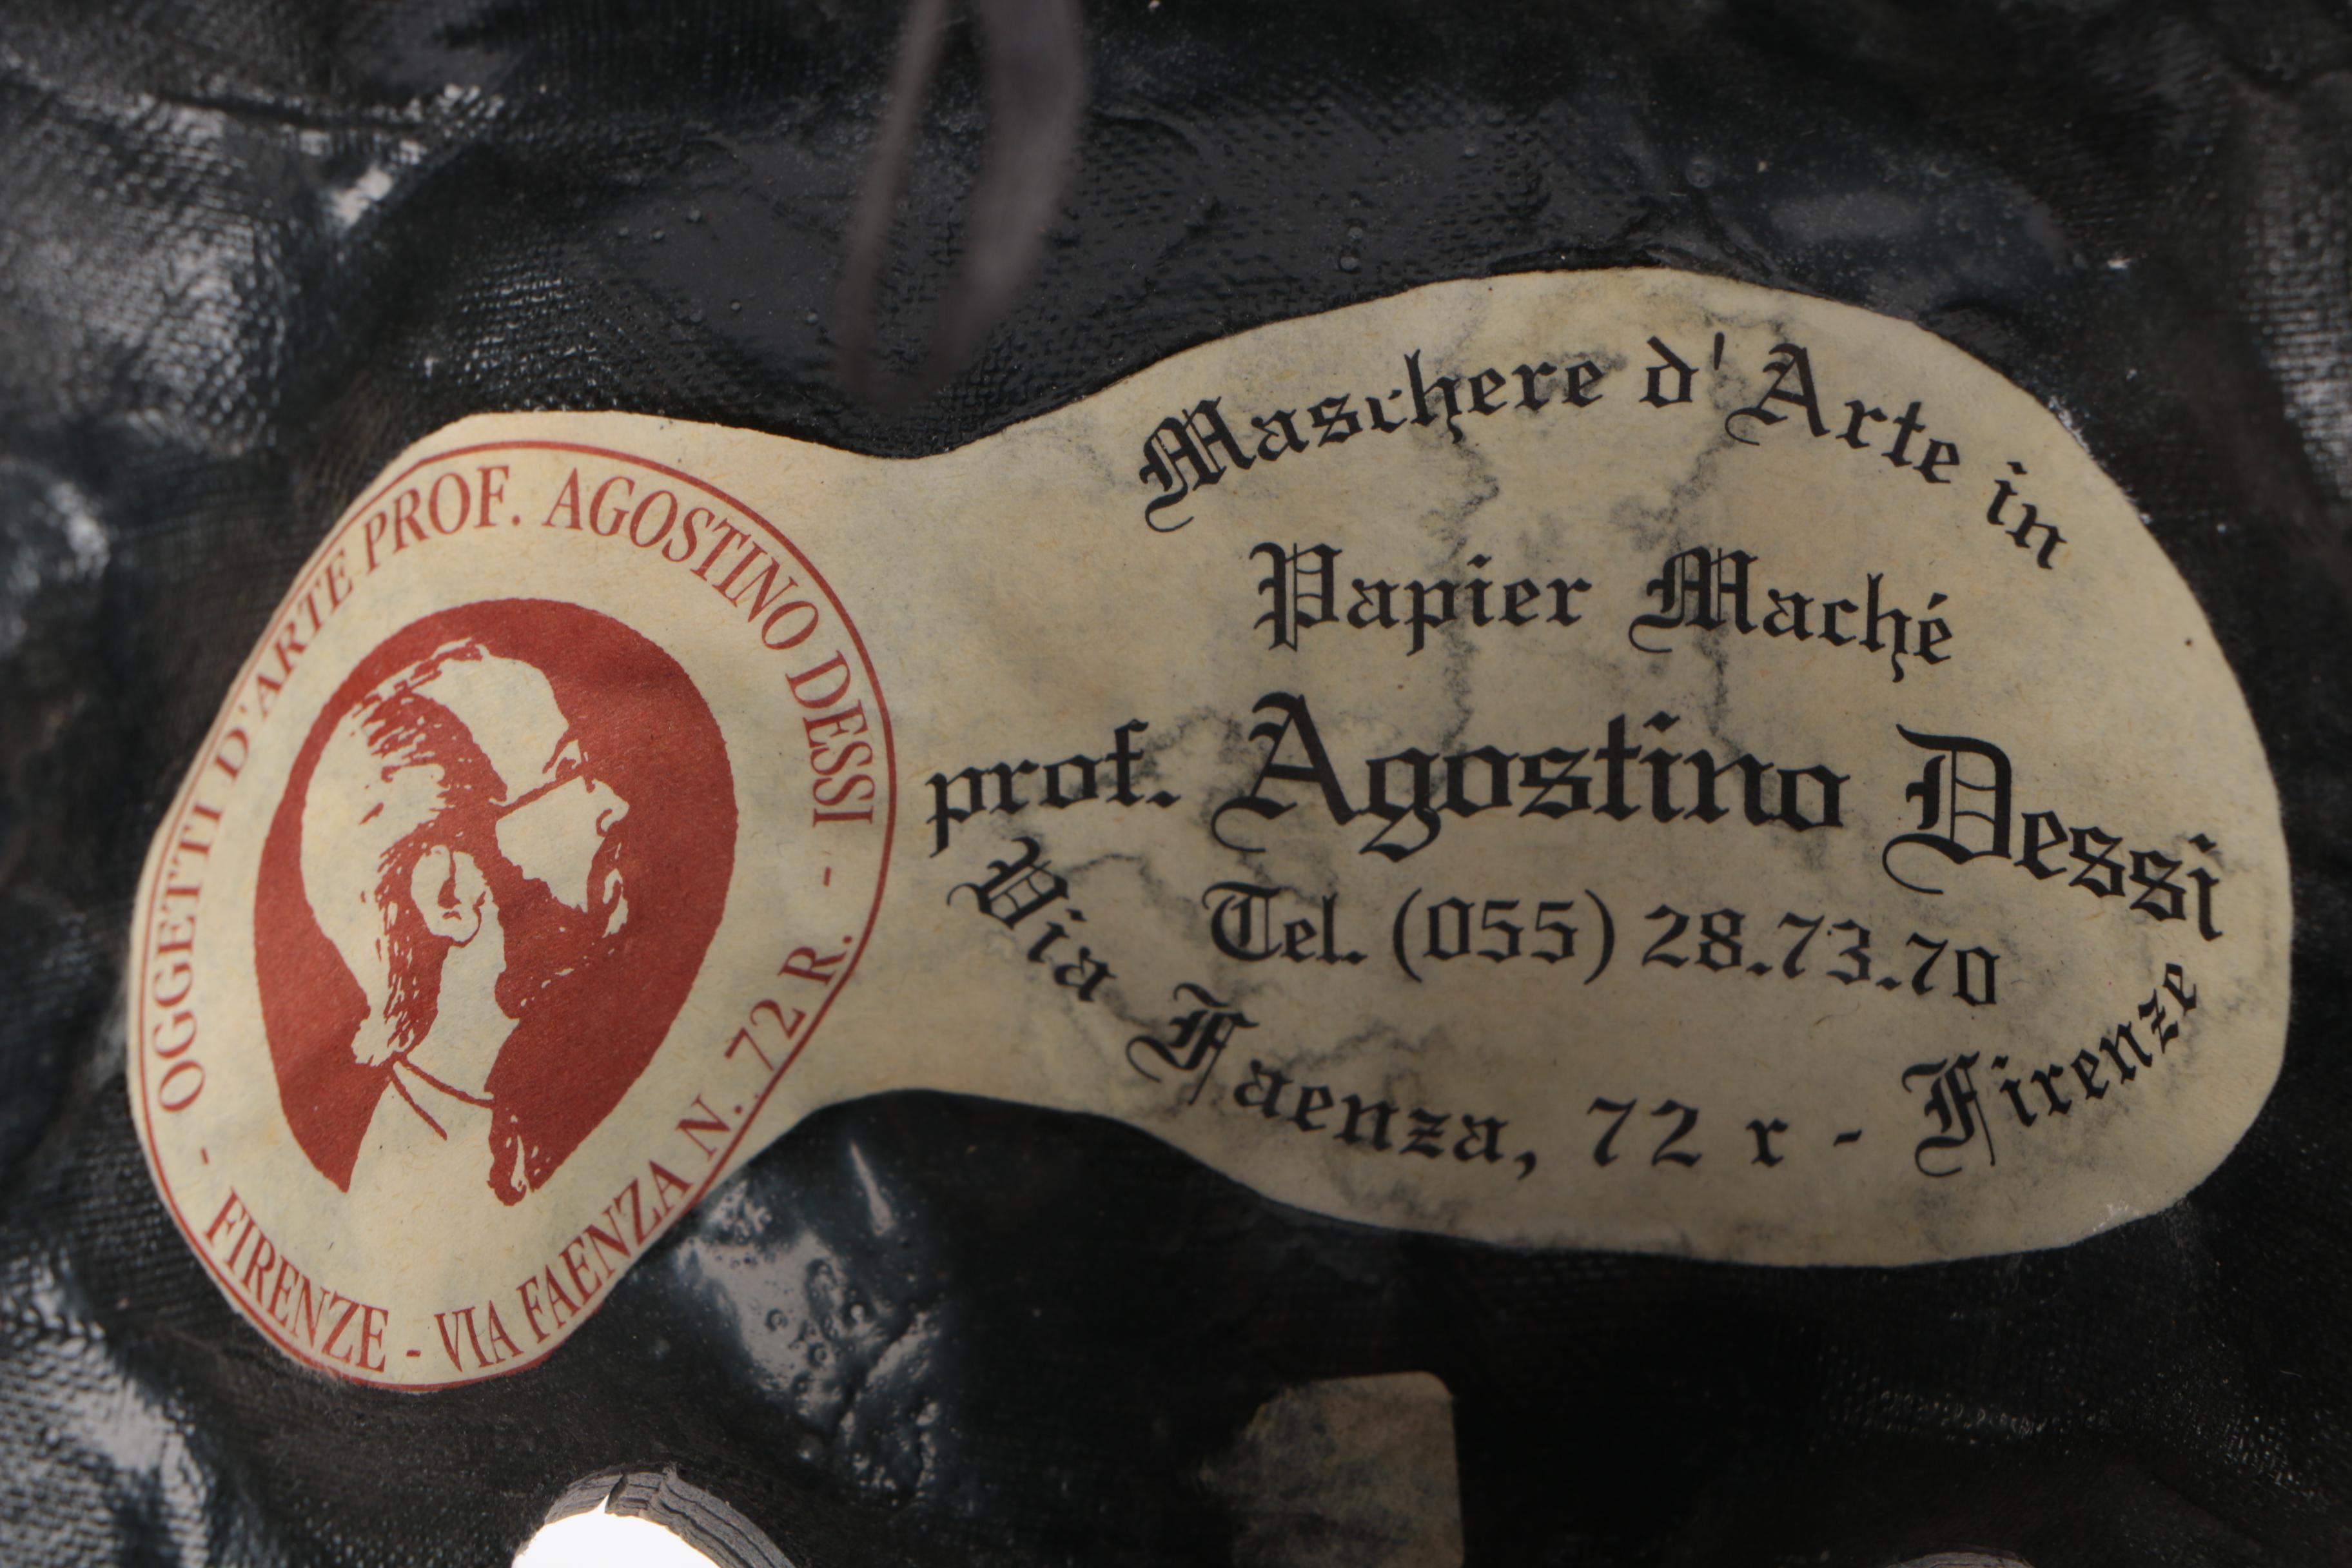 - OGGETTI D'ARTE PROF. AGOSTINO DESSI -
FIRENZE - VIA FAENZA N. 72 R.
Maschere d'Arte in
Papier Maché
prof. Agostino Dessi
Tel. (055) 28.73.70
Via Faenza, 72 r - Firenze